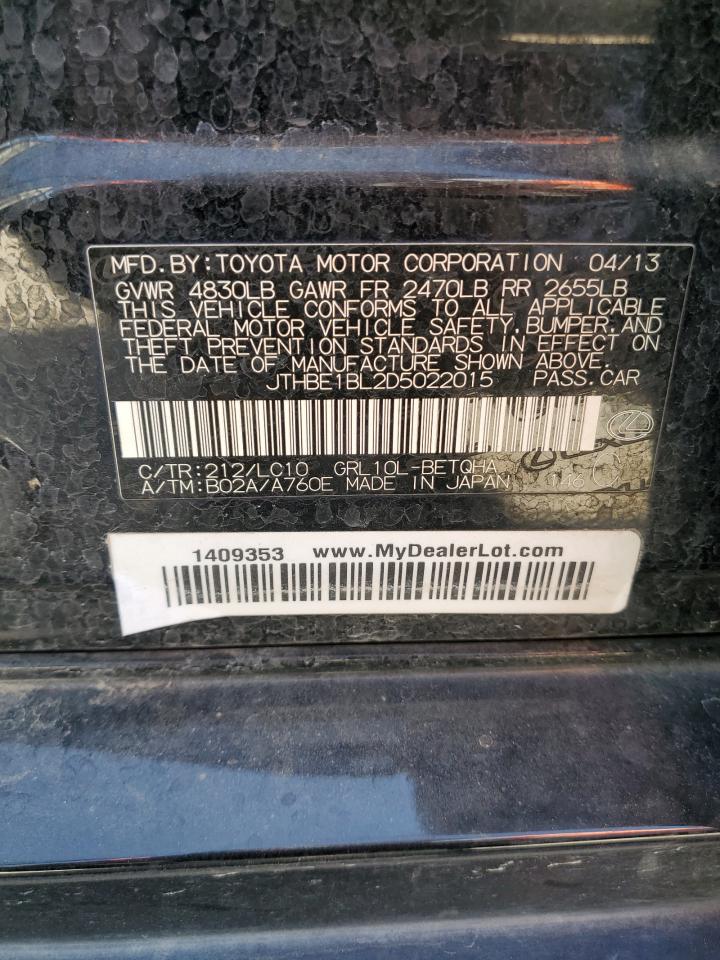 MFD.BY:TOYOTA MOTOR CORPORATION 04/13
GVWR 4830LB GAWR FR 2470LB RR 2655LB
THIS VEHICLE CONFORMS TO ALL APPLICABLE
FEDERAL MOTOR VEHICLE SAFETY.BUMPER.AND
THEFT PREVENTION STANDARDS IN EFFECT ON
THE DATE OF MANUFACTURE SHOWN ABOVE.
JTHBE1BL2D5022015 PASS.CAR
C/TR:212/LC10 GRL10L-BETQHA
A/TM:B02A/A760E MADE IN JAPAN 146
1409353 www.MyDealerLot.com